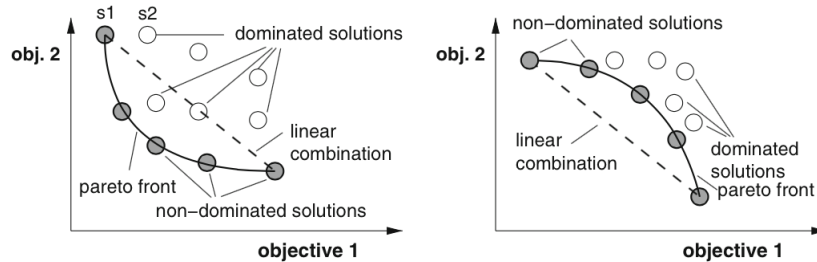 s1 s2
dominated solutions
obj. 2
linear
combination
pareto front
non−dominated solutions
objective 1
non−dominated solutions
obj. 2
linear
combination
dominated
solutions
pareto front
objective 1